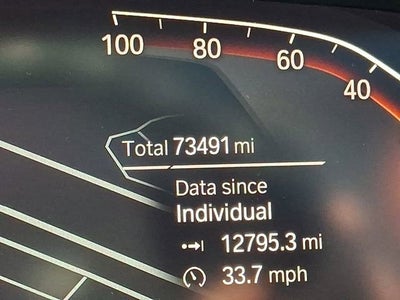 100 80 60 40
Total 73491 mi
Data since
Individual
12795.3 mi
33.7 mph